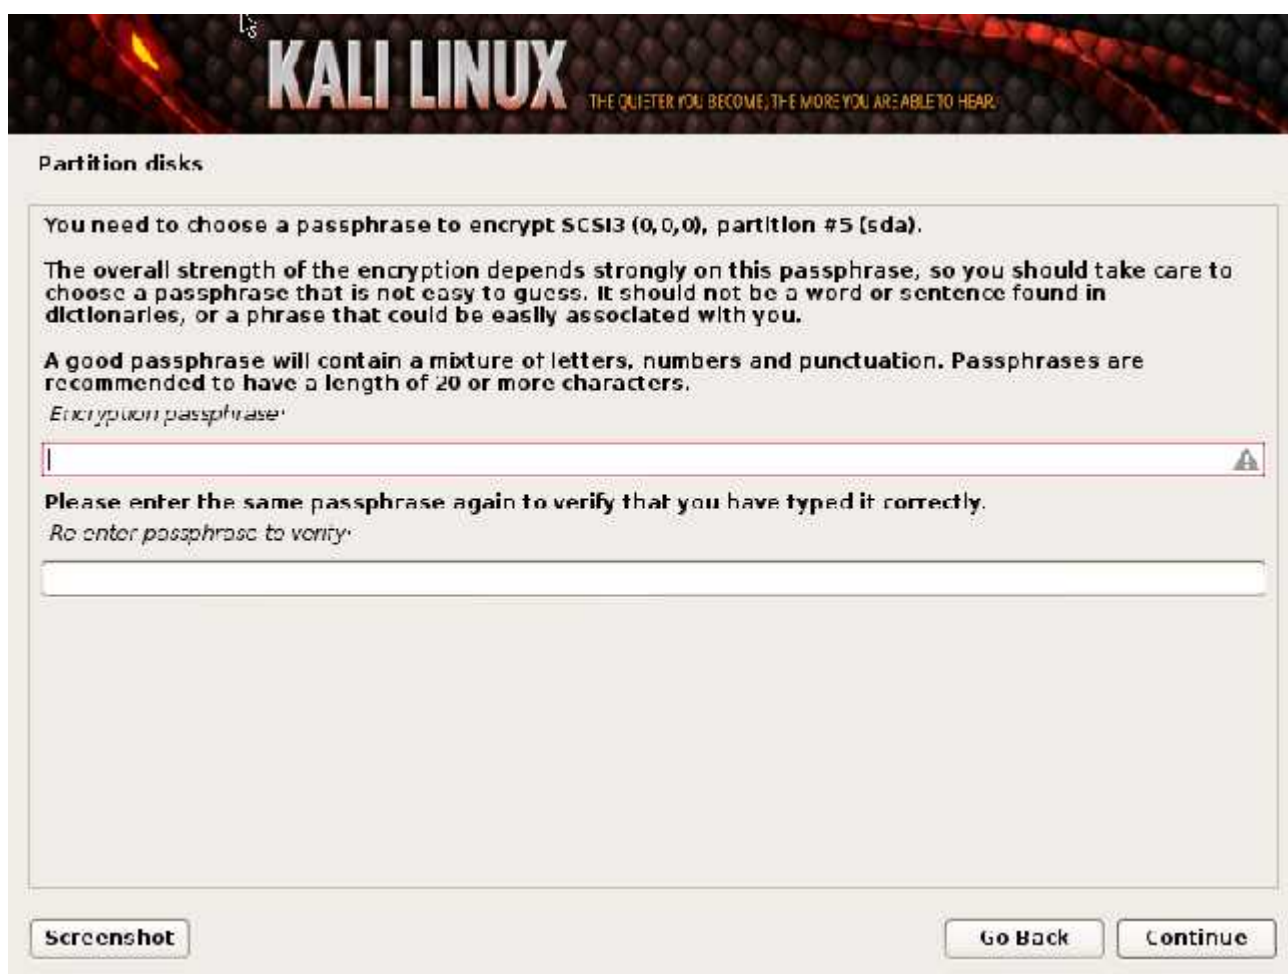 KALI LINUX
THE QUIETER YOU BECOME, THE MORE YOU ARE ABLE TO HEAR.
Partition disks
You need to choose a passphrase to encrypt SCSI3 (0,0,0), partition #5 (sda).
The overall strength of the encryption depends strongly on this passphrase, so you should take care to
choose a passphrase that is not easy to guess. It should not be a word or sentence found in
dictionaries, or a phrase that could be easily associated with you.
A good passphrase will contain a mixture of letters, numbers and punctuation. Passphrases are
recommended to have a length of 20 or more characters.
Encryption passphrase:
Please enter the same passphrase again to verify that you have typed it correctly.
Re-enter passphrase to verify:
Screenshot
Go Back
Continue